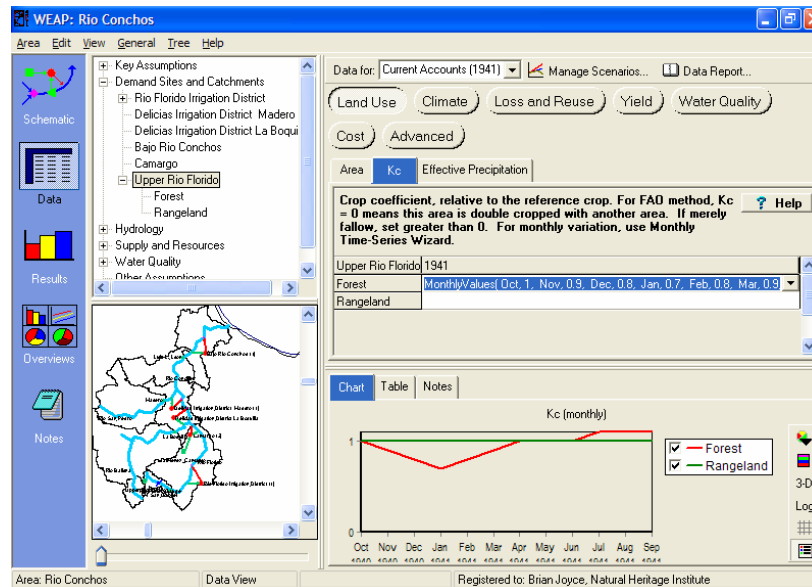 WEAP: Rio Conchos
Area Edit View General Tree Help
Schematic
Data
Results
Overviews
Notes
Key Assumptions
Demand Sites and Catchments
Rio Florido Irrigation District
Delicias Irrigation District Madero
Delicias Irrigation District La Boqui
Bajo Rio Conchos
Camargo
Upper Rio Florido
Forest
Rangeland
Hydrology
Supply and Resources
Water Quality
Other Assumptions
Data for: Current Accounts (1941) Manage Scenarios... Data Report...
Land Use Climate Loss and Reuse Yield Water Quality
Cost Advanced
Area Kc Effective Precipitation
Crop coefficient, relative to the reference crop. For FAO method, Kc
= 0 means this area is double cropped with another area. If merely
fallow, set greater than 0. For monthly variation, use Monthly
Time-Series Wizard.
? Help
Upper Rio Florido 1941
Forest MonthlyValues( Oct, 1, Nov, 0.9, Dec, 0.8, Jan, 0.7, Feb, 0.8, Mar, 0.9
Rangeland
Chart Table Notes
Kc (monthly)
1
0
Oct Nov Dec Jan Feb Mar Apr May Jun Jul Aug Sep
Forest
Rangeland
3-D
Log
Area: Rio Conchos Data View Registered to: Brian Joyce, Natural Heritage Institute